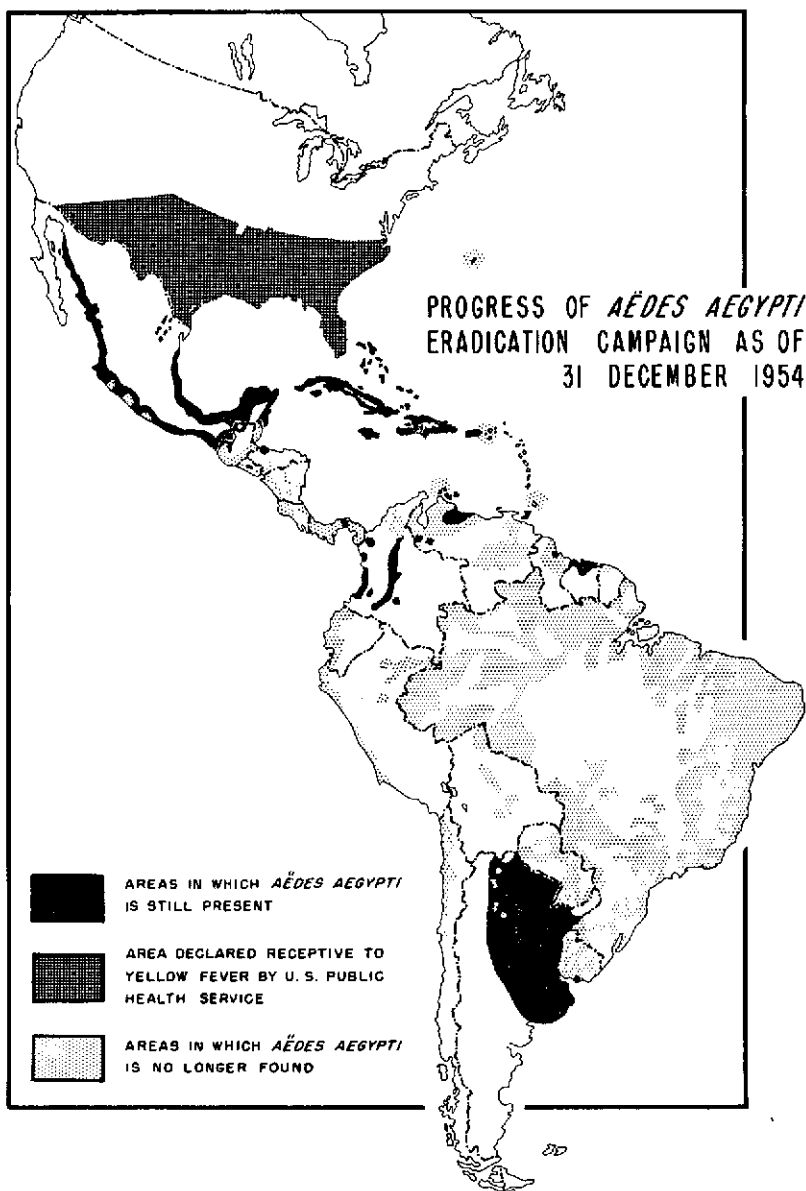 PROGRESS OF AËDES AEGYPTI
ERADICATION CAMPAIGN AS OF
31 DECEMBER 1954
AREAS IN WHICH AËDES AEGYPTI
IS STILL PRESENT
AREA DECLARED RECEPTIVE TO
YELLOW FEVER BY U.S. PUBLIC
HEALTH SERVICE
AREAS IN WHICH AËDES AEGYPTI
IS NO LONGER FOUND